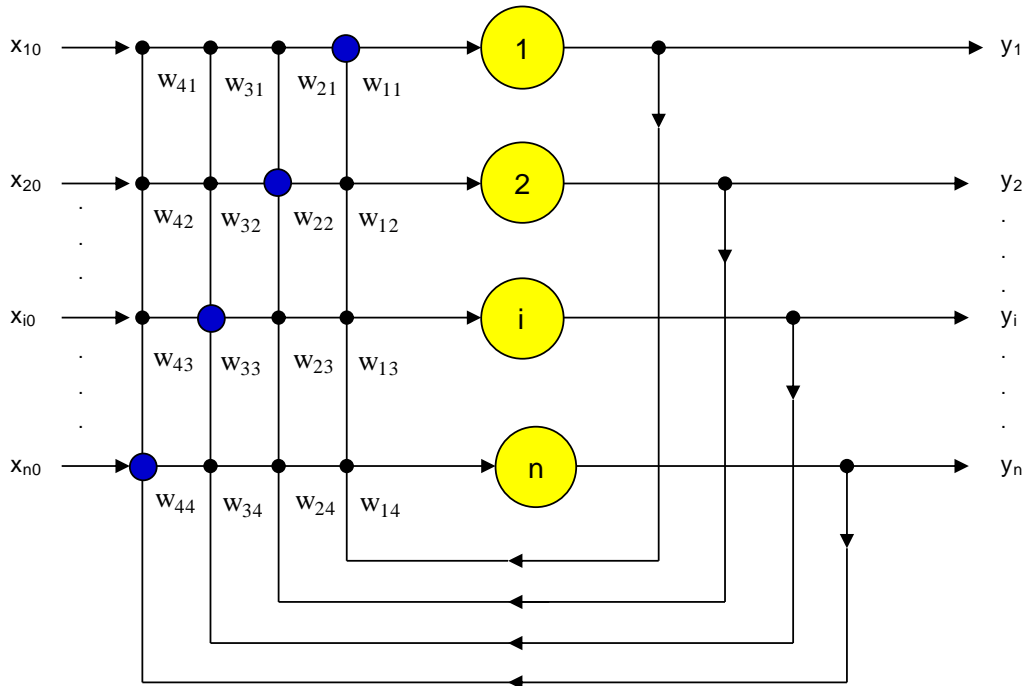 x10 1 y1
w41 w31 w21 w11
x20 2 y2
w42 w32 w22 w12
. .
. .
. .
xi0 i yi
w43 w33 w23 w13
. .
. .
. .
xn0 n yn
w44 w34 w24 w14